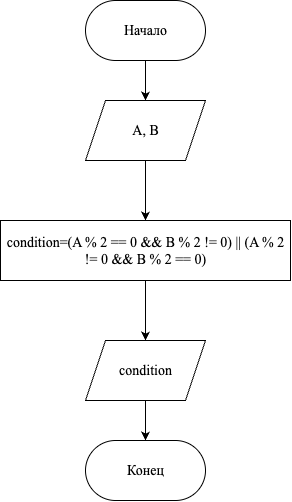 Начало
A, B
condition=(A % 2 == 0 && B % 2 != 0) || (A % 2
!= 0 && B % 2 == 0)
condition
Конец